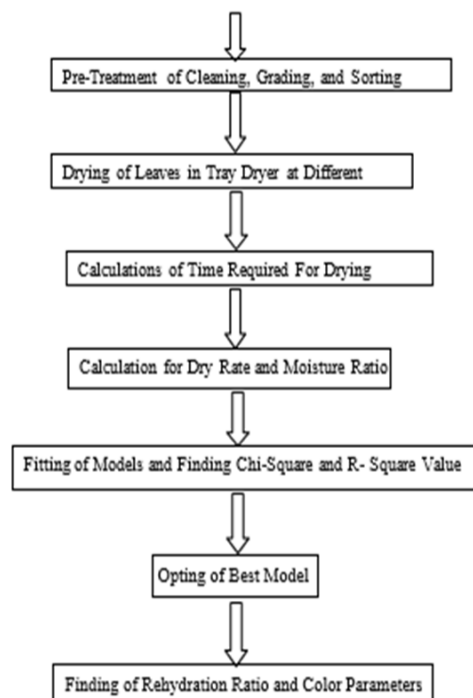 Pre-Treatment of Cleaning, Grading, and Sorting
Drying of Leaves in Tray Dryer at Different
Calculations of Time Required For Drying
Calculation for Dry Rate and Moisture Ratio
Fitting of Models and Finding Chi-Square and R- Square Value
Opting of Best Model
Finding of Rehydration Ratio and Color Parameters